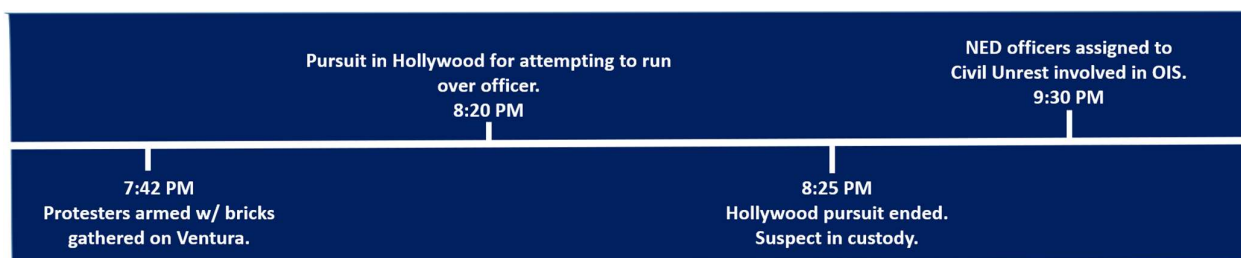 7:42 PM
Protesters armed w/ bricks
gathered on Ventura.
Pursuit in Hollywood for attempting to run
over officer.
8:20 PM
8:25 PM
Hollywood pursuit ended.
Suspect in custody.
NED officers assigned to
Civil Unrest involved in OIS.
9:30 PM